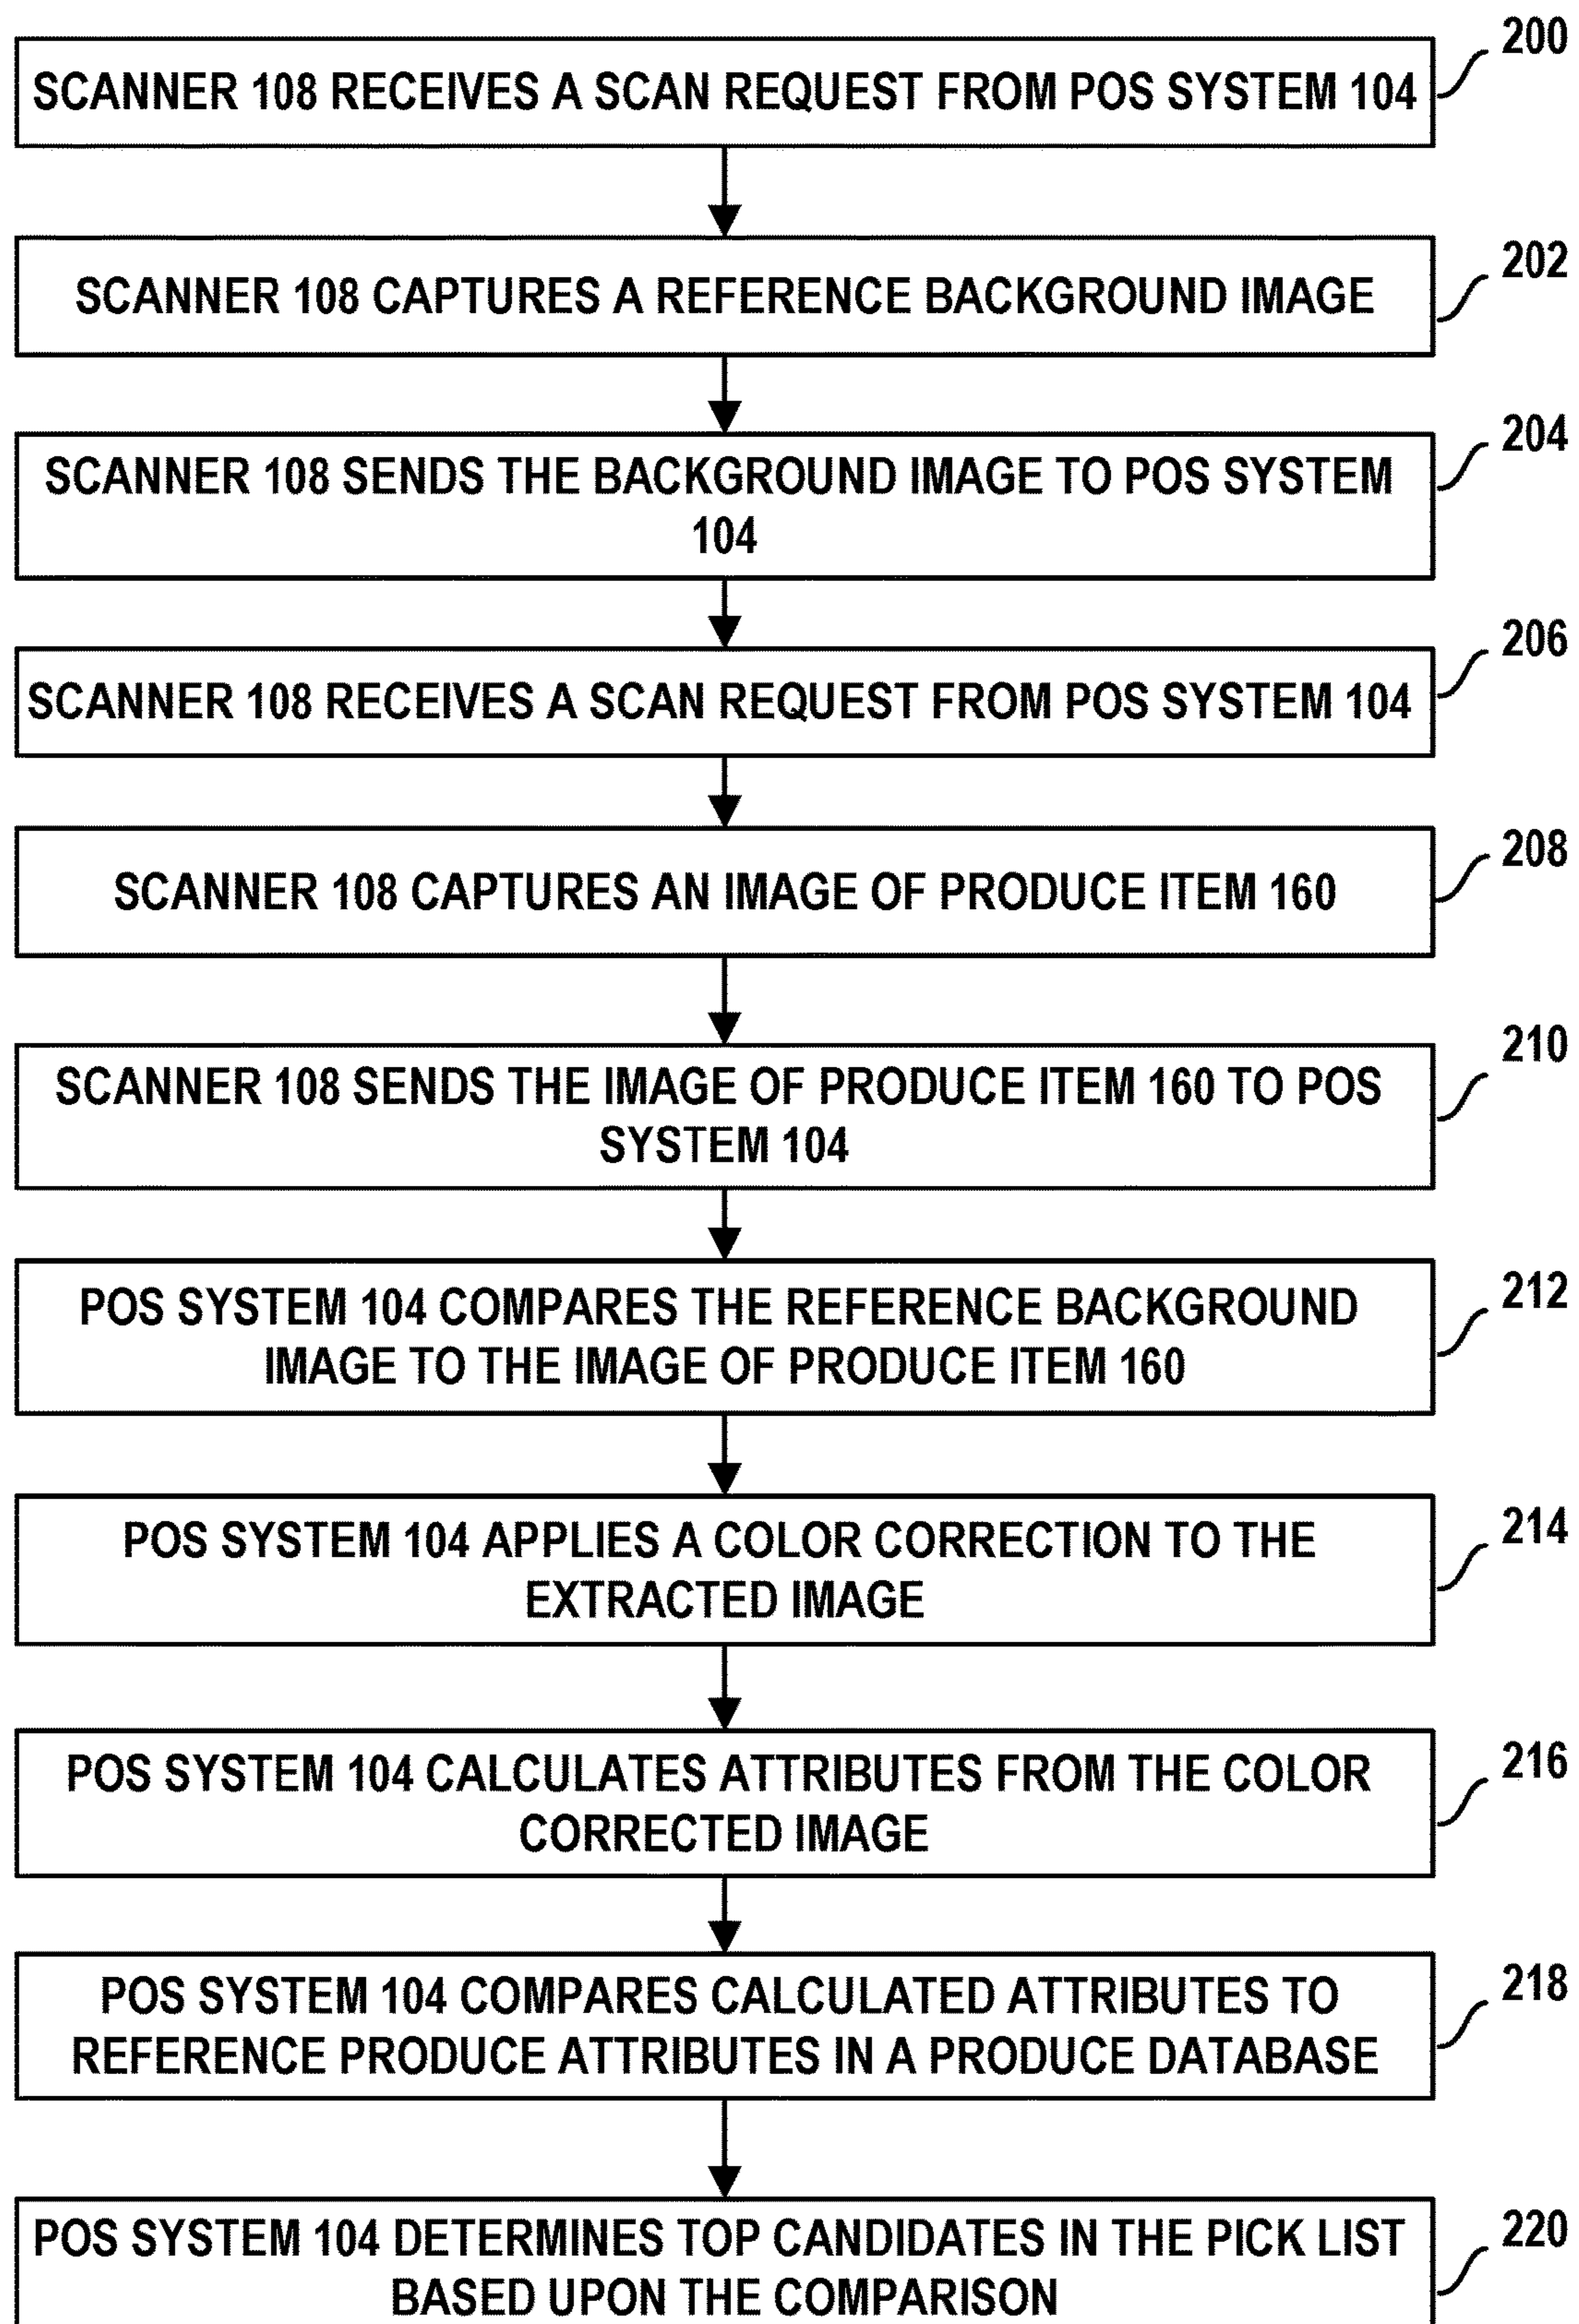 200
SCANNER 108 RECEIVES A SCAN REQUEST FROM POS SYSTEM 104
202
SCANNER 108 CAPTURES A REFERENCE BACKGROUND IMAGE
204
SCANNER 108 SENDS THE BACKGROUND IMAGE TO POS SYSTEM
104
206
SCANNER 108 RECEIVES A SCAN REQUEST FROM POS SYSTEM 104
208
SCANNER 108 CAPTURES AN IMAGE OF PRODUCE ITEM 160
210
SCANNER 108 SENDS THE IMAGE OF PRODUCE ITEM 160 TO POS
SYSTEM 104
212
POS SYSTEM 104 COMPARES THE REFERENCE BACKGROUND
IMAGE TO THE IMAGE OF PRODUCE ITEM 160
214
POS SYSTEM 104 APPLIES A COLOR CORRECTION TO THE
EXTRACTED IMAGE
216
POS SYSTEM 104 CALCULATES ATTRIBUTES FROM THE COLOR
CORRECTED IMAGE
218
POS SYSTEM 104 COMPARES CALCULATED ATTRIBUTES TO
REFERENCE PRODUCE ATTRIBUTES IN A PRODUCE DATABASE
220
POS SYSTEM 104 DETERMINES TOP CANDIDATES IN THE PICK LIST
BASED UPON THE COMPARISON